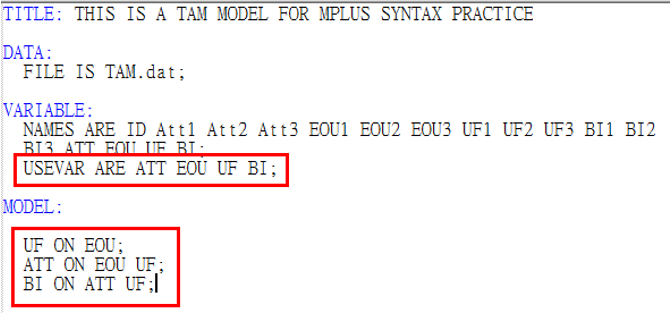 TITLE: THIS IS A TAM MODEL FOR MPLUS SYNTAX PRACTICE
DATA:
FILE IS TAM.dat;
VARIABLE:
NAMES ARE ID Att1 Att2 Att3 EOU1 EOU2 EOU3 UF1 UF2 UF3 BI1 BI2
BI3 ATT EOU UF BI;
USEVAR ARE ATT EOU UF BI;
MODEL:
UF ON EOU;
ATT ON EOU UF;
BI ON ATT UF;